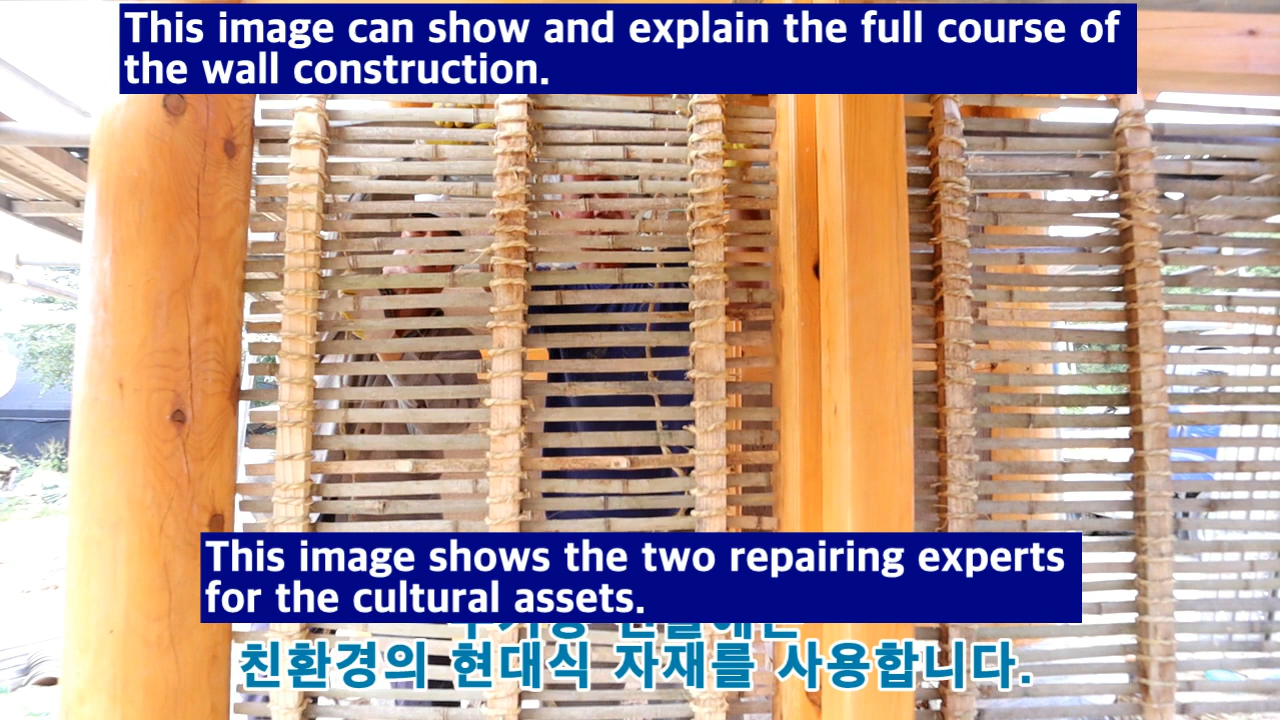 This image can show and explain the full course of
the wall construction.
This image shows the two repairing experts
for the cultural assets.
친환경의 현대식 자재를 사용합니다.